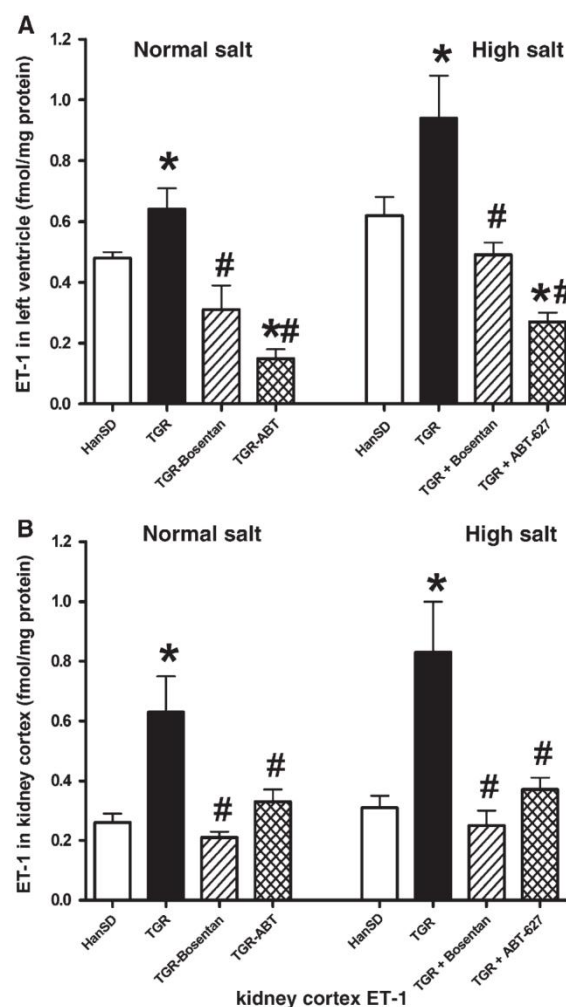 A
Normal salt
High salt
ET-1 in left ventricle (fmol/mg protein)
1.2
1.0
0.8
0.6
0.4
0.2
0.0
*
#
*#
*
#
*#
HanSD
TGR
TGR-Bosentan
TGR-ABT
HanSD
TGR
TGR + Bosentan
TGR + ABT-627
B
Normal salt
High salt
ET-1 in kidney cortex (fmol/mg protein)
1.2
1.0
0.8
0.6
0.4
0.2
0.0
*
#
#
*
#
#
HanSD
TGR
TGR-Bosentan
TGR-ABT
HanSD
TGR
TGR + Bosentan
TGR + ABT-627
kidney cortex ET-1